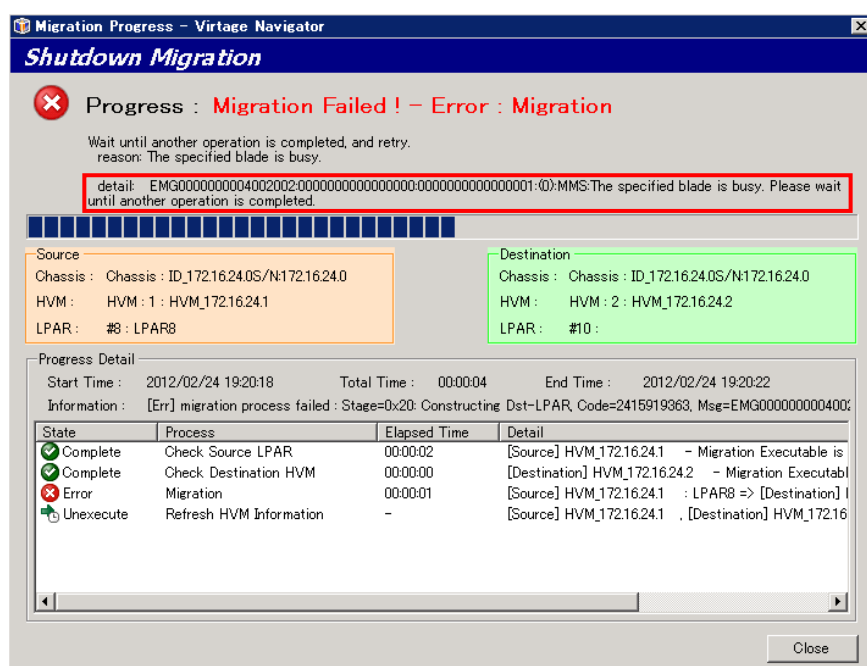 Migration Progress - Virtage Navigator
Shutdown Migration
Progress : Migration Failed ! - Error : Migration
Wait until another operation is completed, and retry.
reason: The specified blade is busy.
detail: EMG0000000004002002:0000000000000000:0000000000000001:(0):MMS:The specified blade is busy. Please wait
until another operation is completed.
Source
Chassis : Chassis : ID_172.16.24.0S/N:172.16.24.0
HVM : HVM : 1 : HVM_172.16.24.1
LPAR : #8 : LPAR8
Destination
Chassis : Chassis : ID_172.16.24.0S/N:172.16.24.0
HVM : HVM : 2 : HVM_172.16.24.2
LPAR : #10 :
Progress Detail
Start Time : 2012/02/24 19:20:18 Total Time : 00:00:04 End Time : 2012/02/24 19:20:22
Information : [Err] migration process failed : Stage=0x20: Constructing Dst-LPAR, Code=2415919363, Msg=EMG0000000004002
State Process Elapsed Time Detail
Complete Check Source LPAR 00:00:02 [Source] HVM_172.16.24.1 - Migration Executable is
Complete Check Destination HVM 00:00:00 [Destination] HVM_172.16.24.2 - Migration Executabl
Error Migration 00:00:01 [Source] HVM_172.16.24.1 : LPAR8 => [Destination]
Unexecute Refresh HVM Information - [Source] HVM_172.16.24.1 , [Destination] HVM_172.16
Close